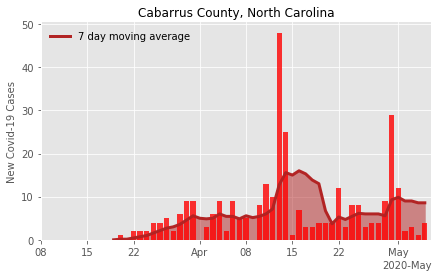 Cabarrus County, North Carolina
50
7 day moving average
40
30
20
10
0
New Covid-19 Cases
08 15 22 Apr 08 15 22 May
2020-May